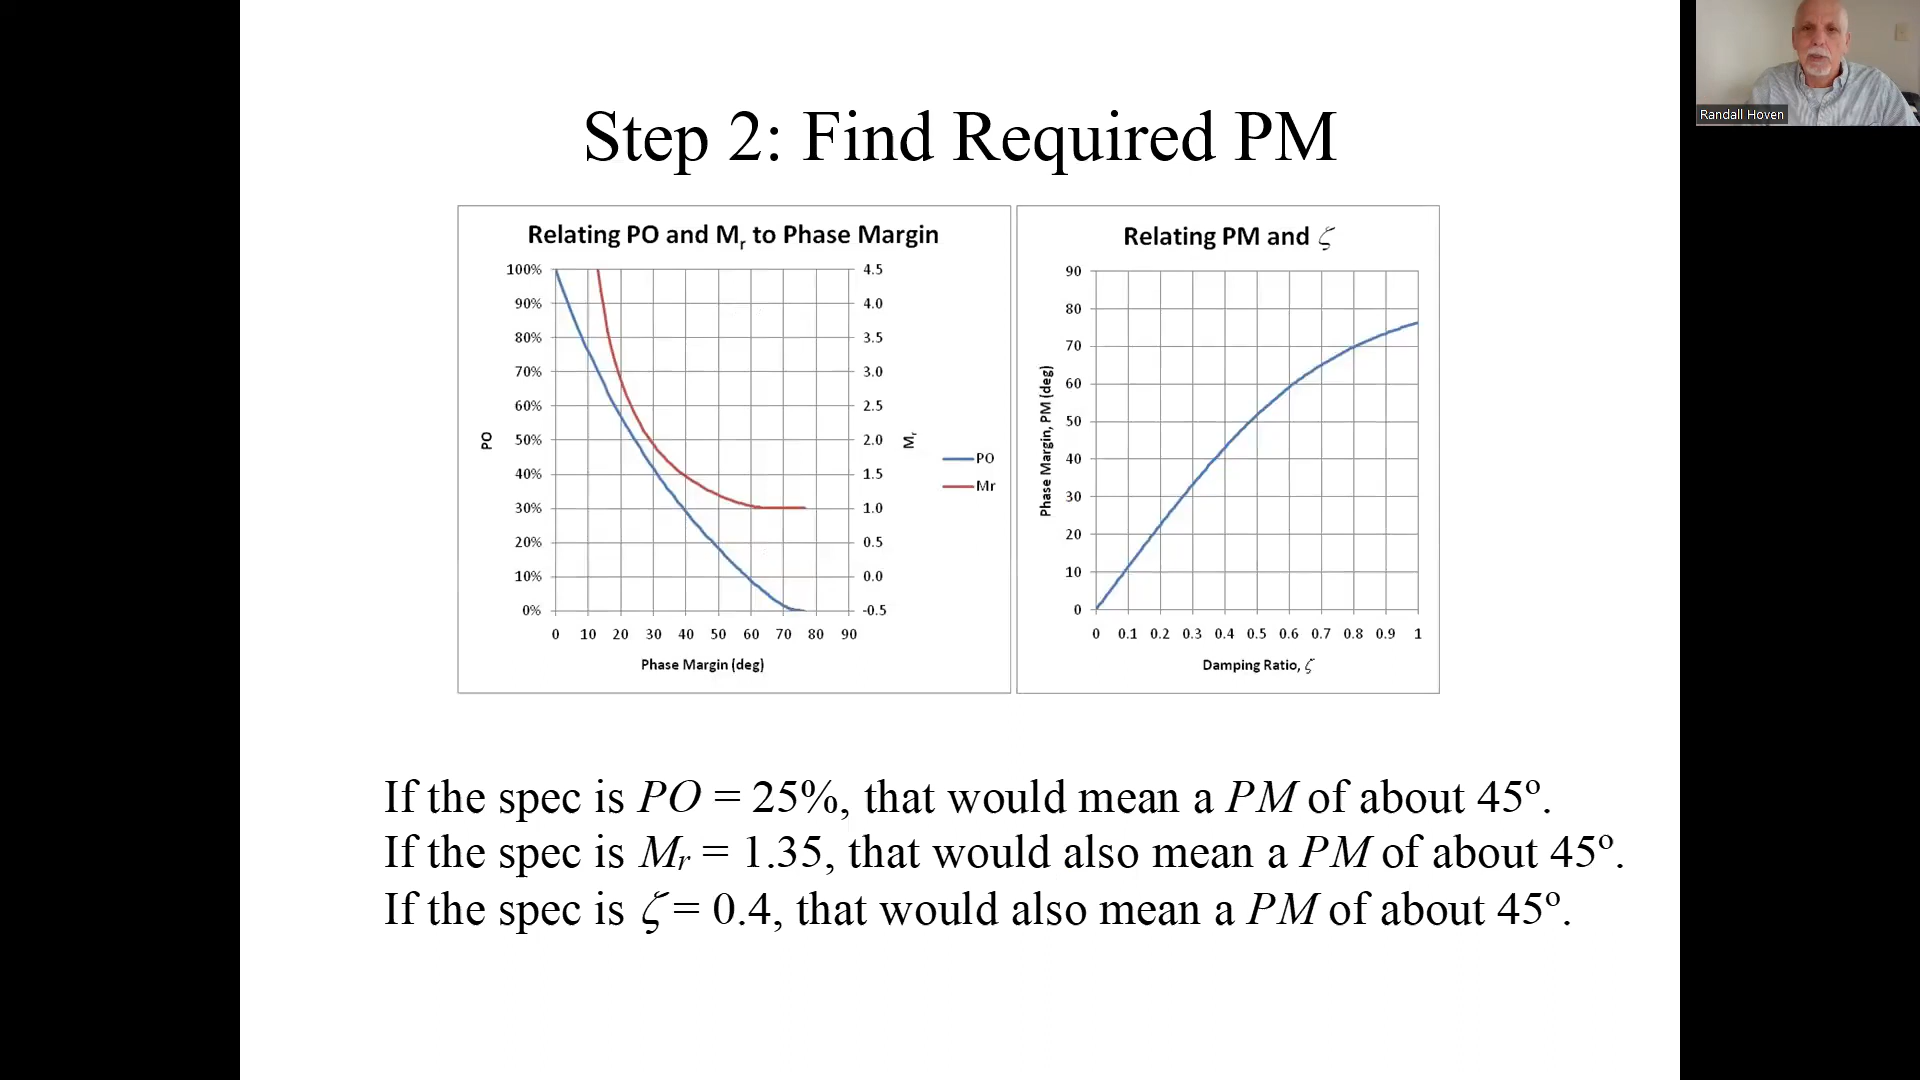 Randall Hoven
Step 2: Find Required PM
Relating PO and Mr to Phase Margin
100%
90%
80%
70%
60%
50%
40%
30%
20%
10%
0%
PO
4.5
4.0
3.5
3.0
2.5
2.0
1.5
1.0
0.5
0.0
-0.5
Mr
PO
Mr
0 10 20 30 40 50 60 70 80 90
Phase Margin (deg)
Relating PM and ζ
90
80
70
60
50
40
30
20
10
0
Phase Margin, PM (deg)
0 0.1 0.2 0.3 0.4 0.5 0.6 0.7 0.8 0.9 1
Damping Ratio, ζ
If the spec is PO = 25%, that would mean a PM of about 45º.
If the spec is Mr = 1.35, that would also mean a PM of about 45º.
If the spec is ζ = 0.4, that would also mean a PM of about 45º.